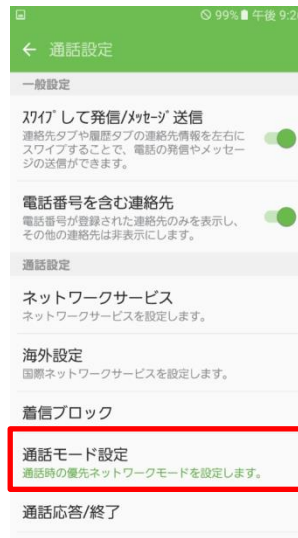 99% 午後 9:2
← 通話設定
一般設定
ｽﾜｲﾌﾟして発信/ﾒｯｾｰｼﾞ送信
連絡先タブや履歴タブの連絡先情報を左右に
スワイプすることで、電話の発信やメッセー
ジの送信ができます。
電話番号を含む連絡先
電話番号が登録された連絡先のみを表示し、
その他の連絡先は非表示にします。
通話設定
ネットワークサービス
ネットワークサービスを設定します。
海外設定
国際ネットワークサービスを設定します。
着信ブロック
通話モード設定
通話時の優先ネットワークモードを設定します。
通話応答/終了